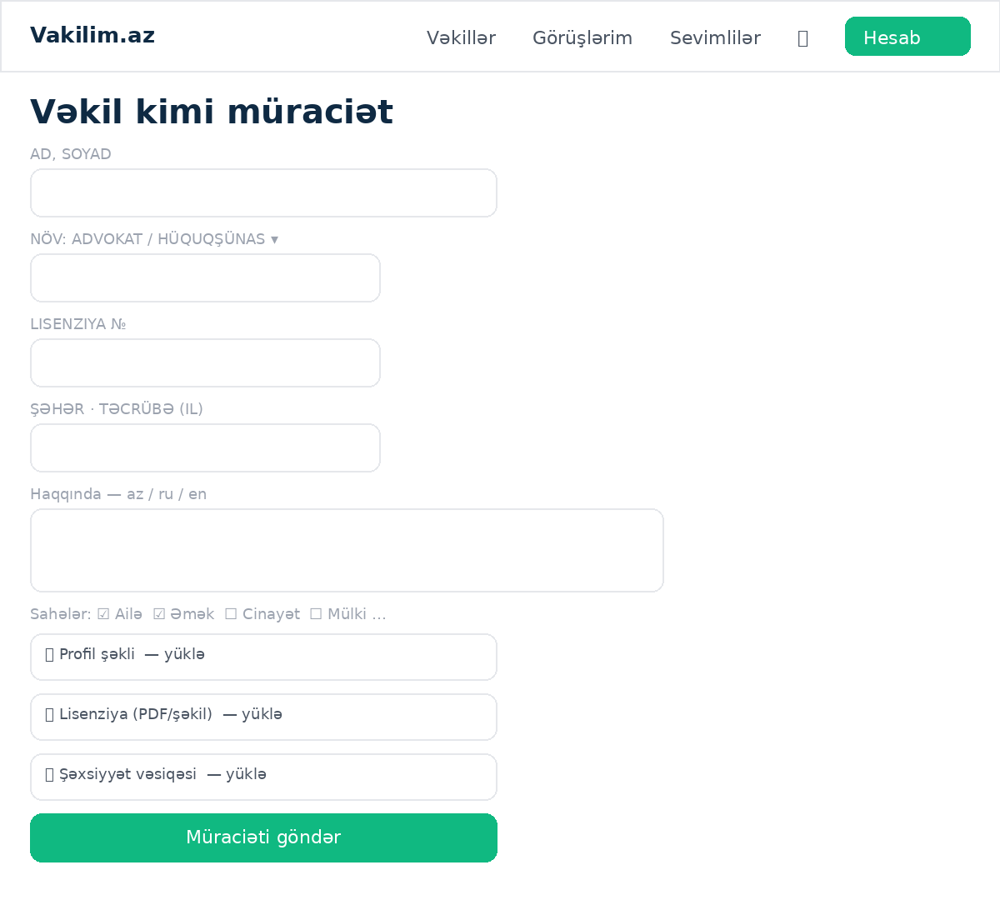 Vakilim.az
Vəkillər Görüşlərim Sevimlilər Hesab
Vəkil kimi müraciət
AD, SOYAD
NÖV: ADVOKAT / HÜQUQŞÜNAS ▾
LISENZIYA №
ŞƏHƏR · TƏCRÜBƏ (IL)
Haqqında — az / ru / en
Sahələr: ☑ Ailə ☑ Əmək ☐ Cinayət ☐ Mülki ...
Profil şəkli — yüklə
Lisenziya (PDF/şəkil) — yüklə
Şəxsiyyət vəsiqəsi — yüklə
Müraciəti göndər